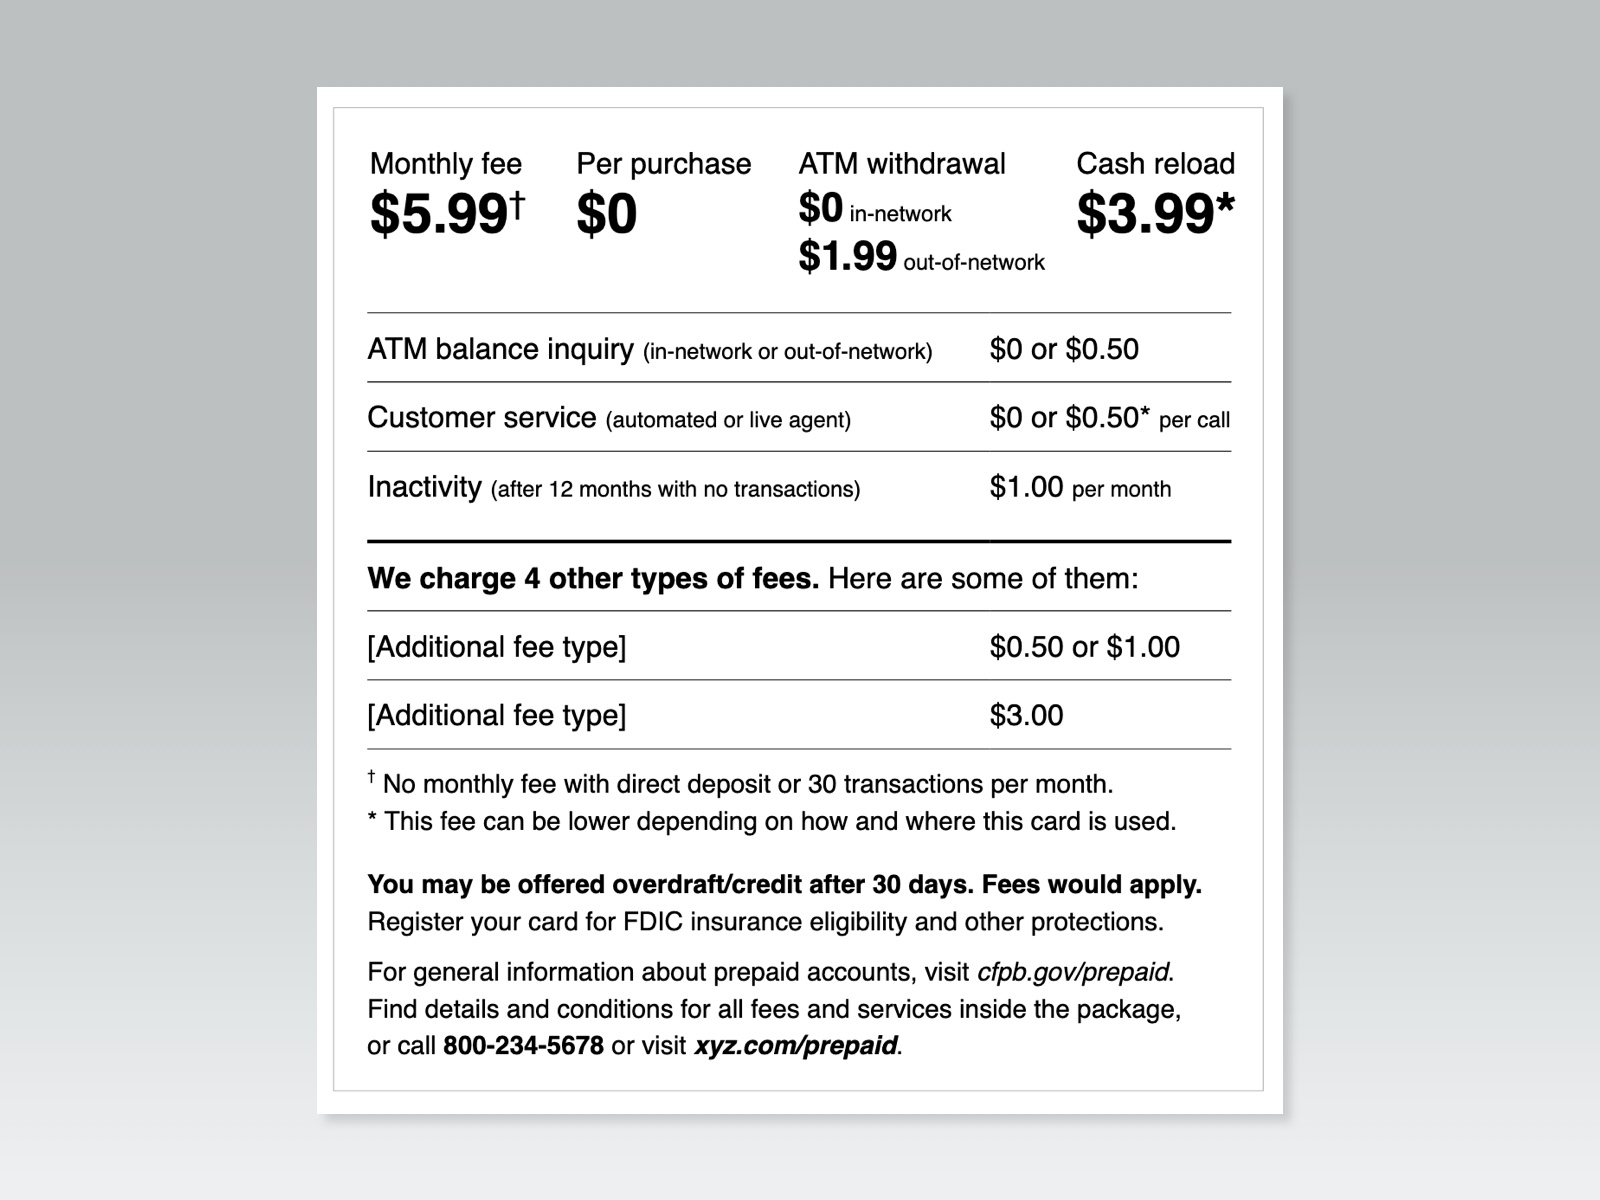 Monthly fee
$5.99†
Per purchase
$0
ATM withdrawal
$0 in-network
$1.99 out-of-network
Cash reload
$3.99*
ATM balance inquiry (in-network or out-of-network) $0 or $0.50
Customer service (automated or live agent) $0 or $0.50* per call
Inactivity (after 12 months with no transactions) $1.00 per month
We charge 4 other types of fees. Here are some of them:
[Additional fee type] $0.50 or $1.00
[Additional fee type] $3.00
† No monthly fee with direct deposit or 30 transactions per month.
* This fee can be lower depending on how and where this card is used.
You may be offered overdraft/credit after 30 days. Fees would apply.
Register your card for FDIC insurance eligibility and other protections.
For general information about prepaid accounts, visit cfpb.gov/prepaid.
Find details and conditions for all fees and services inside the package,
or call 800-234-5678 or visit xyz.com/prepaid.